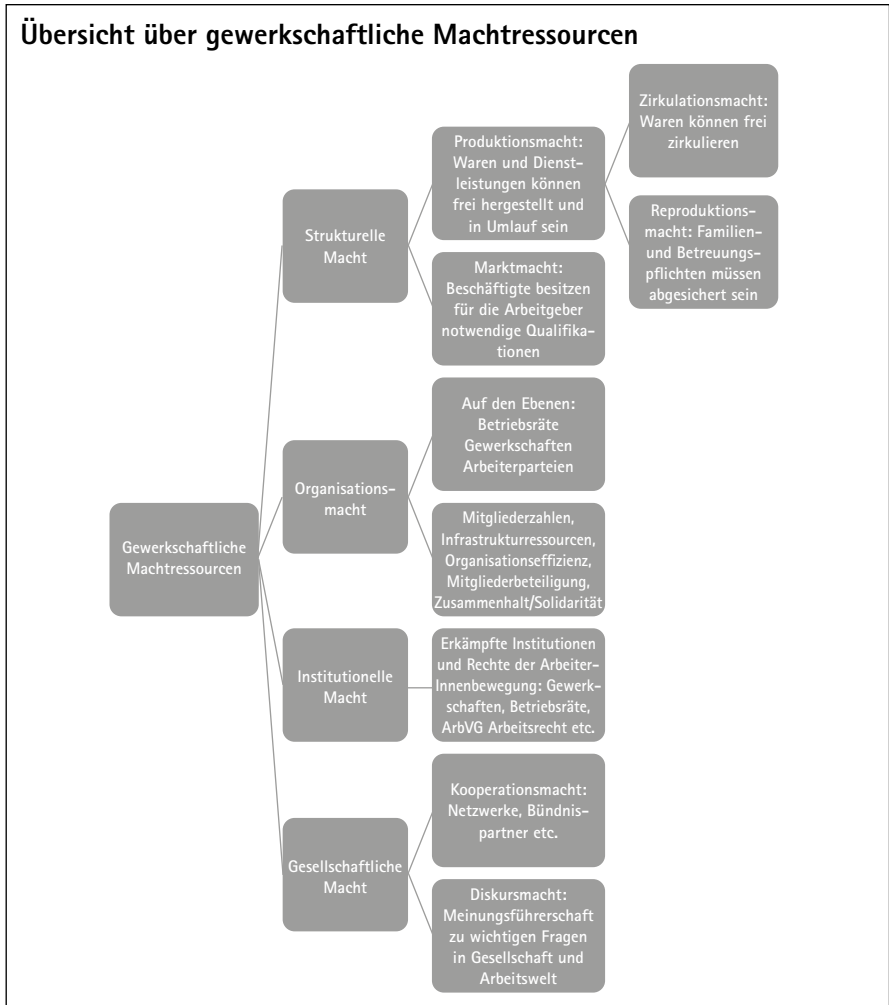 Übersicht über gewerkschaftliche Machtressourcen
Zirkulationsmacht:
Waren können frei
zirkulieren
Produktionsmacht:
Waren und Dienst-
leistungen können
frei hergestellt und
in Umlauf sein
Reproduktions-
macht: Familien-
und Betreuungs-
pflichten müssen
abgesichert sein
Strukturelle
Macht
Marktmacht:
Beschäftigte besitzen
für die Arbeitgeber
notwendige Qualifika-
tionen
Auf den Ebenen:
Betriebsräte
Gewerkschaften
Arbeiterparteien
Organisations-
macht
Mitgliederzahlen,
Infrastrukturressourcen,
Organisationseffizienz,
Mitgliederbeteiligung,
Zusammenhalt/Solidarität
Gewerkschaftliche
Machtressourcen
Erkämpfte Institutionen
und Rechte der Arbeiter-
Innenbewegung: Gewerk-
schaften, Betriebsräte,
ArbVG Arbeitsrecht etc.
Institutionelle
Macht
Kooperationsmacht:
Netzwerke, Bündnis-
partner etc.
Gesellschaftliche
Macht
Diskursmacht:
Meinungsführerschaft
zu wichtigen Fragen
in Gesellschaft und
Arbeitswelt